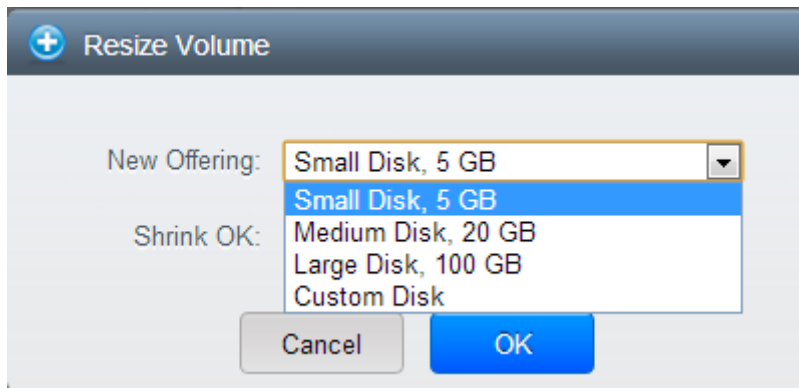 Resize Volume
New Offering: Small Disk, 5 GB
Small Disk, 5 GB
Shrink OK: Medium Disk, 20 GB
Large Disk, 100 GB
Custom Disk
Cancel OK